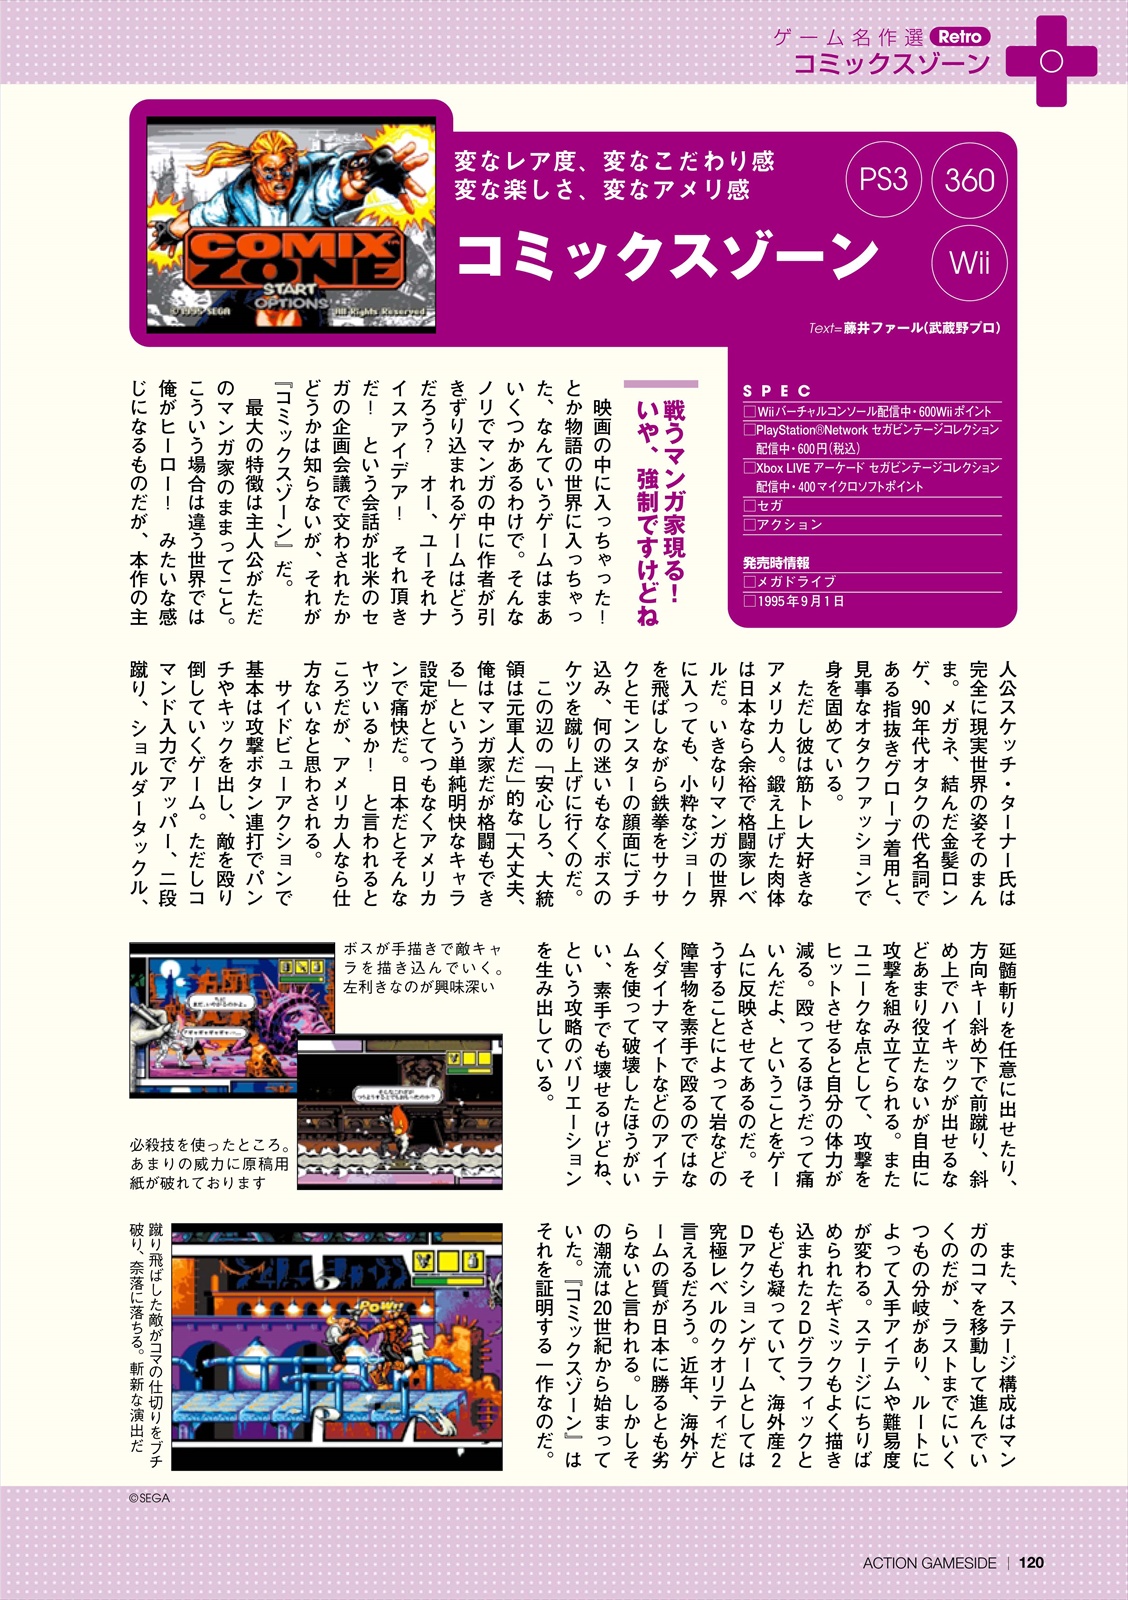 ゲーム名作選 Retro
コミックスゾーン
COMIX
ZONE
START
OPTIONS
©1995 SEGA
All Rights Reserved
変なレア度、変なこだわり感
変な楽しさ、変なアメリ感
コミックスゾーン
PS3
360
Wii
Text=藤井ファール(武蔵野プロ)
SPEC
□Wiiバーチャルコンソール配信中・600Wiiポイント
□PlayStation®Network セガビンテージコレクション
配信中・600円(税込)
□Xbox LIVE アーケード セガビンテージコレクション
配信中・400マイクロソフトポイント
□セガ
□アクション
発売時情報
□メガドライブ
□1995年9月1日
戦うマンガ家現る!
いや、強制ですけどね
映画の中に入っちゃった!
とか物語の世界に入っちゃっ
た、なんていうゲームはまあ
いくつかあるわけで。そんな
ノリでマンガの中に作者が引
きずり込まれるゲームはどう
だろう? オー、ユーそれナ
イスアイデア! それ頂き
だ! という会話が北米のセ
ガの企画会議で交わされたか
どうかは知らないが、それが
『コミックスゾーン』だ。
最大の特徴は主人公がただ
のマンガ家のままってこと。
こういう場合は違う世界では
俺がヒーロー! みたいな感
じになるものだが、本作の主
人公スケッチ・ターナー氏は
完全に現実世界の姿そのまん
ま。メガネ、結んだ金髪ロン
ゲ、90年代オタクの代名詞で
ある指抜きグローブ着用と、
見事なオタクファッションで
身を固めている。
ただし彼は筋トレ大好きな
アメリカ人。鍛え上げた肉体
は日本なら余裕で格闘家レベ
ルだ。いきなりマンガの世界
に入っても、小粋なジョーク
を飛ばしながら鉄拳をサクサ
クとモンスターの顔面にブチ
込み、何の迷いもなくボスの
ケツを蹴り上げに行くのだ。
この辺の「安心しろ、大統
領は元軍人だ」的な「大丈夫、
俺はマンガ家だが格闘もでき
る」という単純明快なキャラ
設定がとてつもなくアメリカ
ンで痛快だ。日本だとそんな
ヤツいるか! と言われると
ころだが、アメリカ人なら仕
方ないなと思わされる。
サイドビューアクションで
基本は攻撃ボタン連打でパン
チやキックを出し、敵を殴り
倒していくゲーム。ただしコ
マンド入力でアッパー、二段
蹴り、ショルダータックル、
延髄斬りを任意に出せたり、
方向キー斜め下で前蹴り、斜
め上でハイキックが出せるな
どあまり役立たないが自由に
攻撃を組み立てられる。また
ユニークな点として、攻撃を
ヒットさせると自分の体力が
減る。殴ってるほうだって痛
いんだよ、ということをゲー
ムに反映させてあるのだ。そ
うすることによって岩などの
障害物を素手で殴るのではな
くダイナマイトなどのアイテ
ムを使って破壊したほうがい
い、素手でも壊せるけどね、
という攻略のバリエーション
を生み出している。
ボスが手描きで敵キャ
ラを描き込んでいく。
左利きなのが興味深い
必殺技を使ったところ。
あまりの威力に原稿用
紙が破れております
また、ステージ構成はマン
ガのコマを移動して進んでい
くのだが、ラストまでにいく
つもの分岐があり、ルートに
よって入手アイテムや難易度
が変わる。ステージにちりば
められたギミックもよく描き
込まれた2Dグラフィックと
もども凝っていて、海外産2
Dアクションゲームとしては
究極レベルのクオリティだと
言えるだろう。近年、海外ゲ
ームの質が日本に勝るとも劣
らないと言われる。しかしそ
の潮流は20世紀から始まって
いた。『コミックスゾーン』は
それを証明する一作なのだ。
POW!!
蹴り飛ばした敵がコマの仕切りをブチ
破り、奈落に落ちる。斬新な演出だ
©SEGA
ACTION GAMESIDE | 120